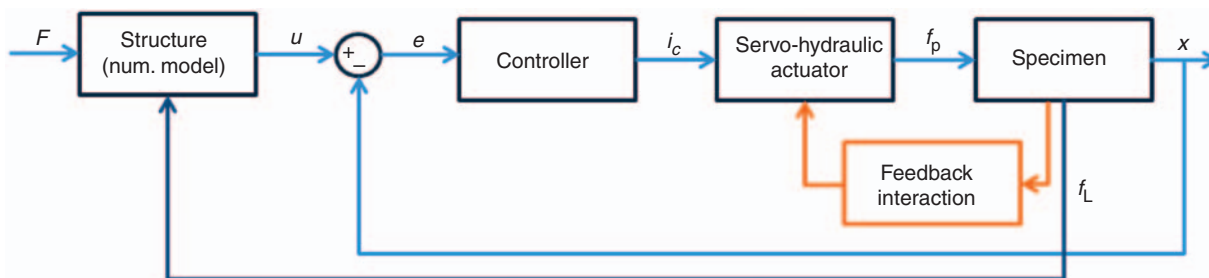 F
Structure
(num. model)
u
+
–
e
Controller
i_c
Servo-hydraulic
actuator
f_p
Specimen
x
Feedback
interaction
f_L